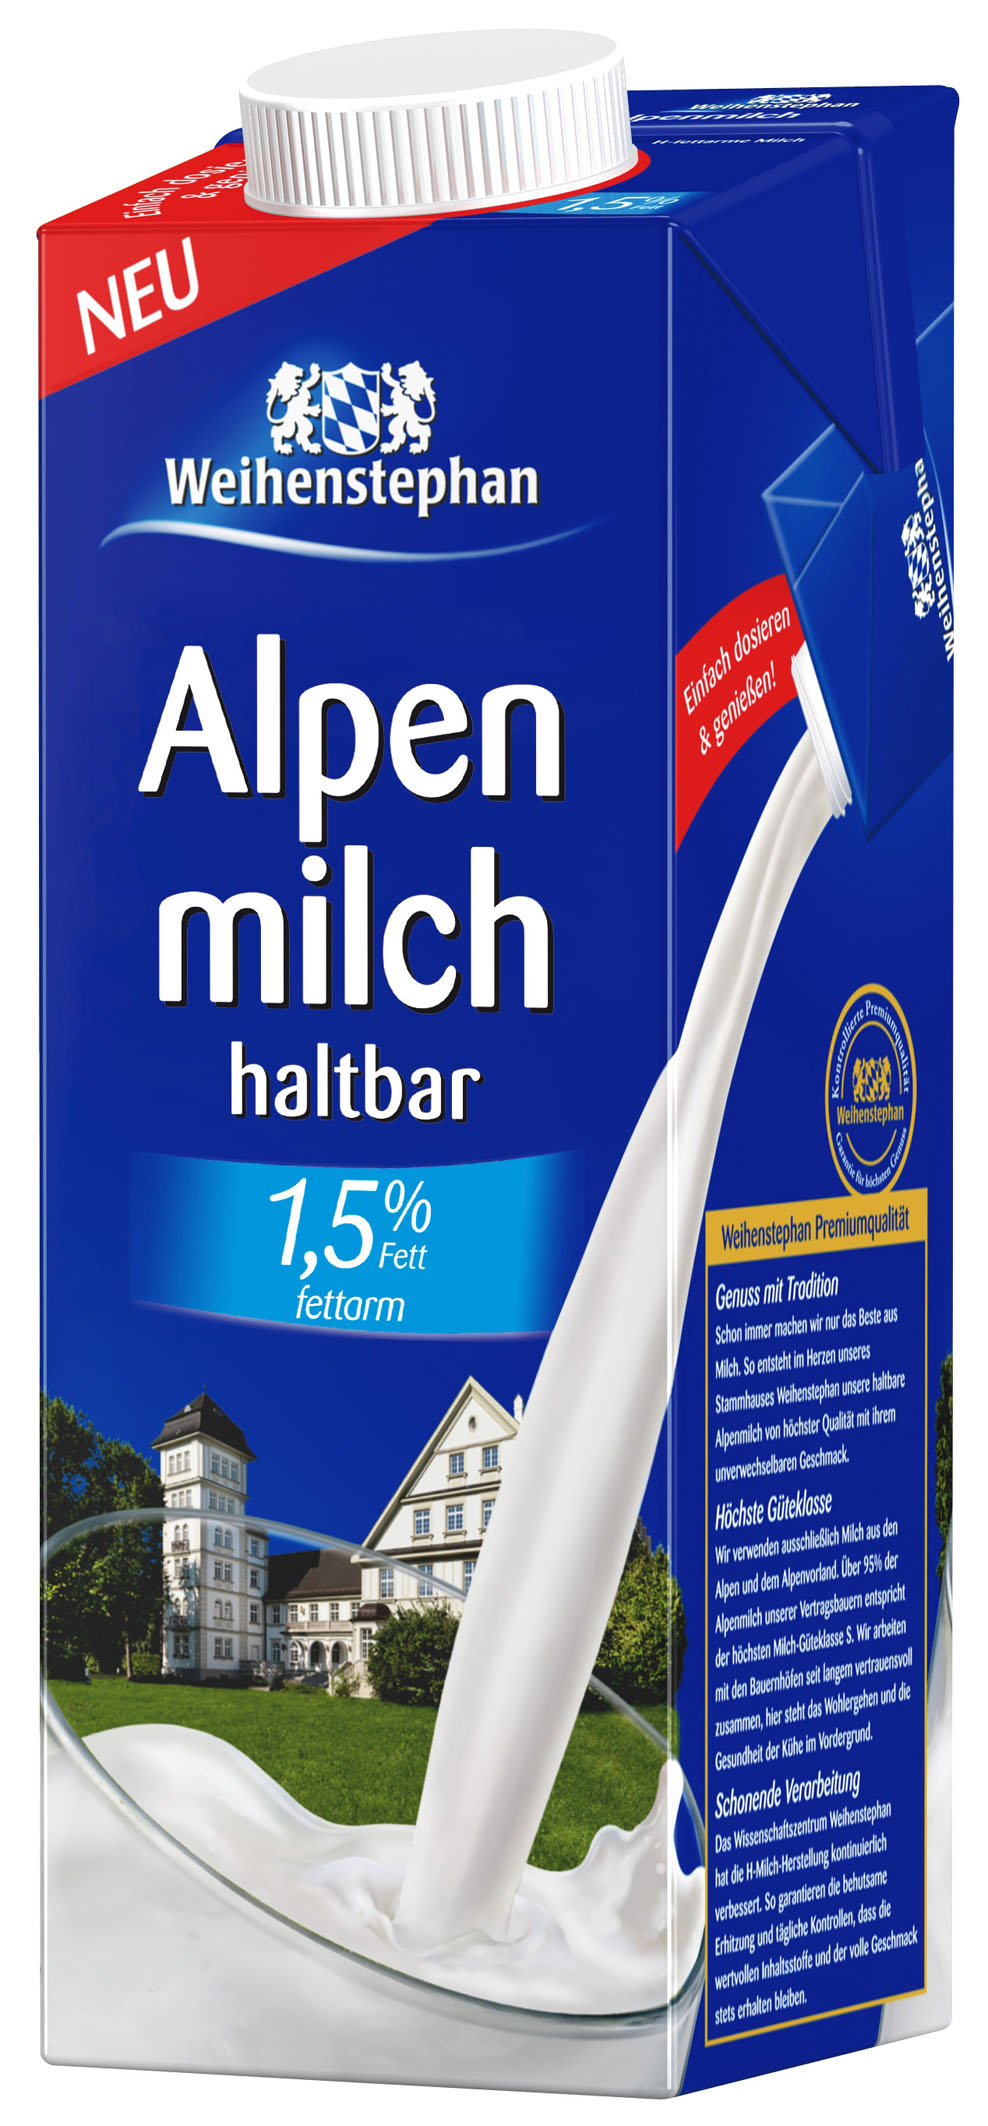 Weihenstephan
lpenmilch
H-fettarme Milch
1,5%
Fett
Einfach dosie
& gen
NEU
Weihenstephan
Alpen
milch
haltbar
1,5%
Fett
fettarm
Weihenstepha
Weih
Einfach dosieren
& genießen!
Kontrollierte Premiumqualität
Weihenstephan
Garantie für höchsten Genuss
Weihenstephan Premiumqualität
Genuss mit Tradition
Schon immer machen wir nur das Beste aus
Milch. So entsteht im Herzen unseres
Stammhauses Weihenstephan unsere haltbare
Alpenmilch von höchster Qualität mit ihrem
unverwechselbaren Geschmack.
Höchste Güteklasse
Wir verwenden ausschließlich Milch aus den
Alpen und dem Alpenvorland. Über 95% der
Alpenmilch unserer Vertragsbauern entspricht
der höchsten Milch-Güteklasse S. Wir arbeiten
mit den Bauernhöfen seit langem vertrauensvoll
zusammen, hier steht das Wohlergehen und die
Gesundheit der Kühe im Vordergrund.
Schonende Verarbeitung
Das Wissenschaftszentrum Weihenstephan
hat die H-Milch-Herstellung kontinuierlich
verbessert. So garantieren die behutsame
Erhitzung und tägliche Kontrollen, dass die
wertvollen Inhaltsstoffe und der volle Geschmack
stets erhalten bleiben.